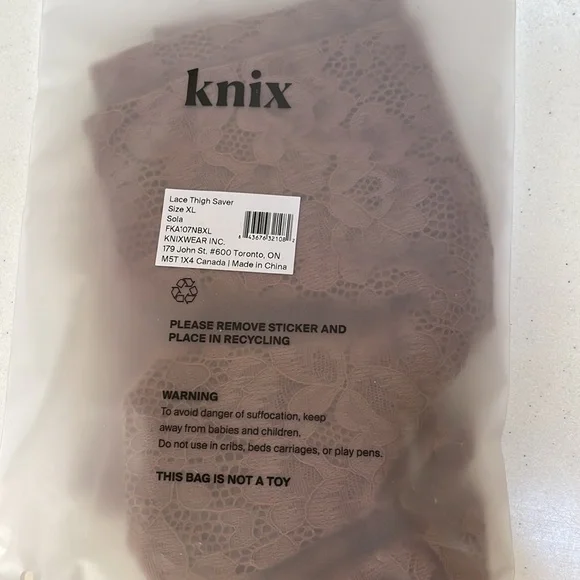 knix
Lace Thigh Saver
Size XL
Sola
FKA107NBXL
KNIXWEAR INC.
179 John St. #600 Toronto, ON
M5T 1X4 Canada | Made in China
PLEASE REMOVE STICKER AND
PLACE IN RECYCLING
WARNING
To avoid danger of suffocation, keep
away from babies and children.
Do not use in cribs, beds carriages, or play pens.
THIS BAG IS NOT A TOY